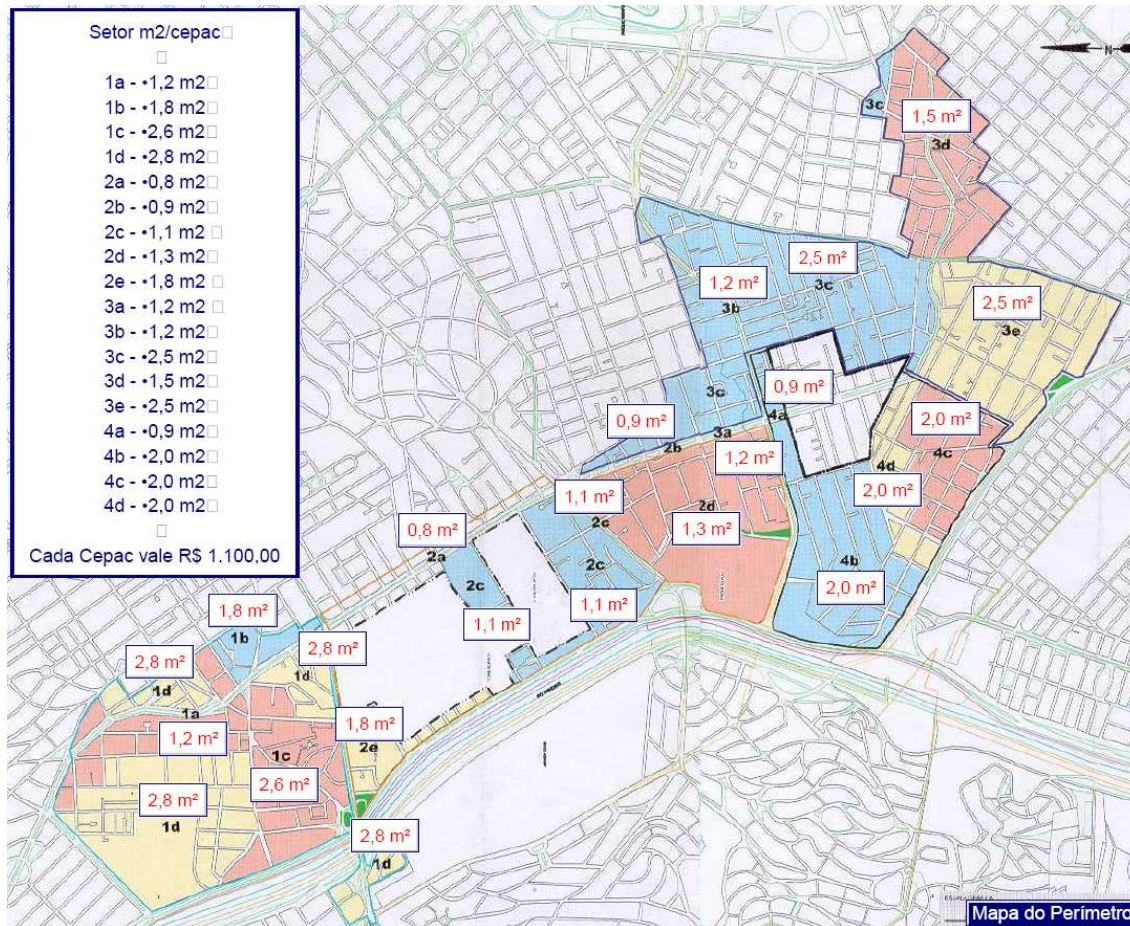 Setor m2/cepac
1a - •1,2 m2
1b - •1,8 m2
1c - •2,6 m2
1d - •2,8 m2
2a - •0,8 m2
2b - •0,9 m2
2c - •1,1 m2
2d - •1,3 m2
2e - •1,8 m2
3a - •1,2 m2
3b - •1,2 m2
3c - •2,5 m2
3d - •1,5 m2
3e - •2,5 m2
4a - •0,9 m2
4b - •2,0 m2
4c - •2,0 m2
4d - •2,0 m2
Cada Cepac vale R$ 1.100,00
N
3c
1,5 m²
3d
2,5 m²
3c
1,2 m²
3b
2,5 m²
3e
0,9 m²
4a
3c
0,9 m²
2b
3a
1,2 m²
2,0 m²
4c
4d
2,0 m²
1,1 m²
2c
2d
1,3 m²
0,8 m²
2a
2c
1,1 m²
2c
1,1 m²
4b
2,0 m²
1,8 m²
1b
2,8 m²
1d
2,8 m²
1d
1a
1,2 m²
1,8 m²
2e
1c
2,6 m²
2,8 m²
1d
2,8 m²
1d
Mapa do Perímetro